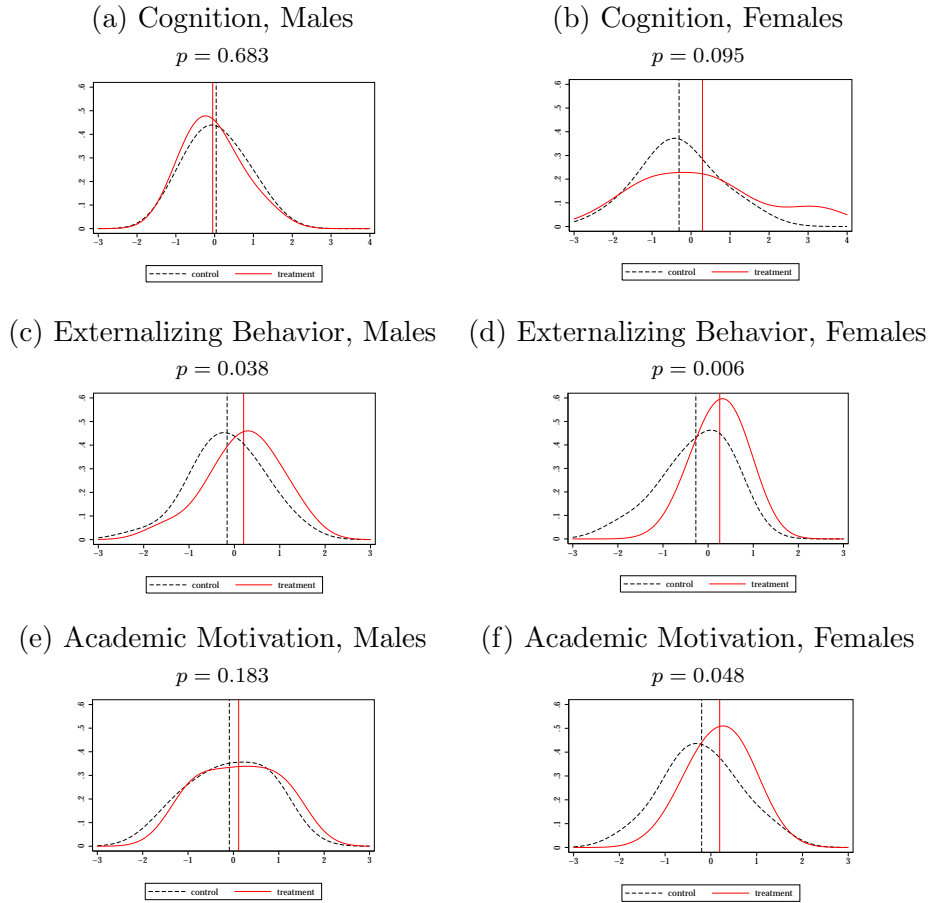 (a) Cognition, Males
p = 0.683
.6
.5
.4
.3
.2
.1
0
−3 −2 −1 0 1 2 3 4
control treatment
(b) Cognition, Females
p = 0.095
.6
.5
.4
.3
.2
.1
0
−3 −2 −1 0 1 2 3 4
control treatment
(c) Externalizing Behavior, Males
p = 0.038
.6
.5
.4
.3
.2
.1
0
−3 −2 −1 0 1 2 3
control treatment
(d) Externalizing Behavior, Females
p = 0.006
.6
.5
.4
.3
.2
.1
0
−3 −2 −1 0 1 2 3
control treatment
(e) Academic Motivation, Males
p = 0.183
.6
.5
.4
.3
.2
.1
0
−3 −2 −1 0 1 2 3
control treatment
(f) Academic Motivation, Females
p = 0.048
.6
.5
.4
.3
.2
.1
0
−3 −2 −1 0 1 2 3
control treatment